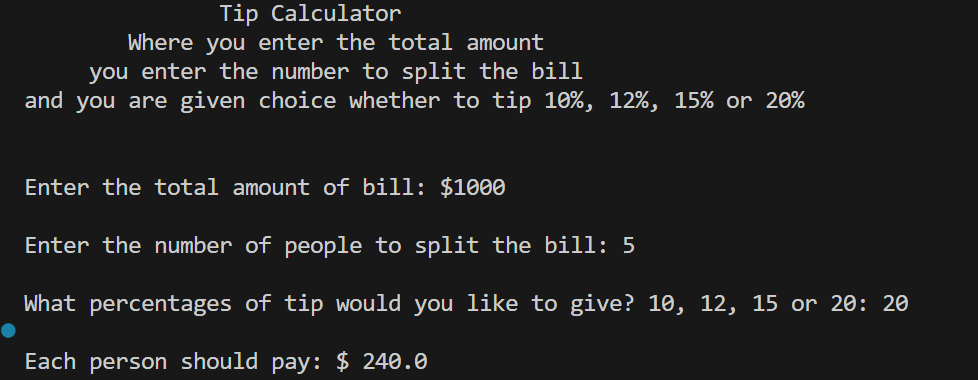 Tip Calculator
Where you enter the total amount
you enter the number to split the bill
and you are given choice whether to tip 10%, 12%, 15% or 20%
Enter the total amount of bill: $1000
Enter the number of people to split the bill: 5
What percentages of tip would you like to give? 10, 12, 15 or 20: 20
Each person should pay: $ 240.0